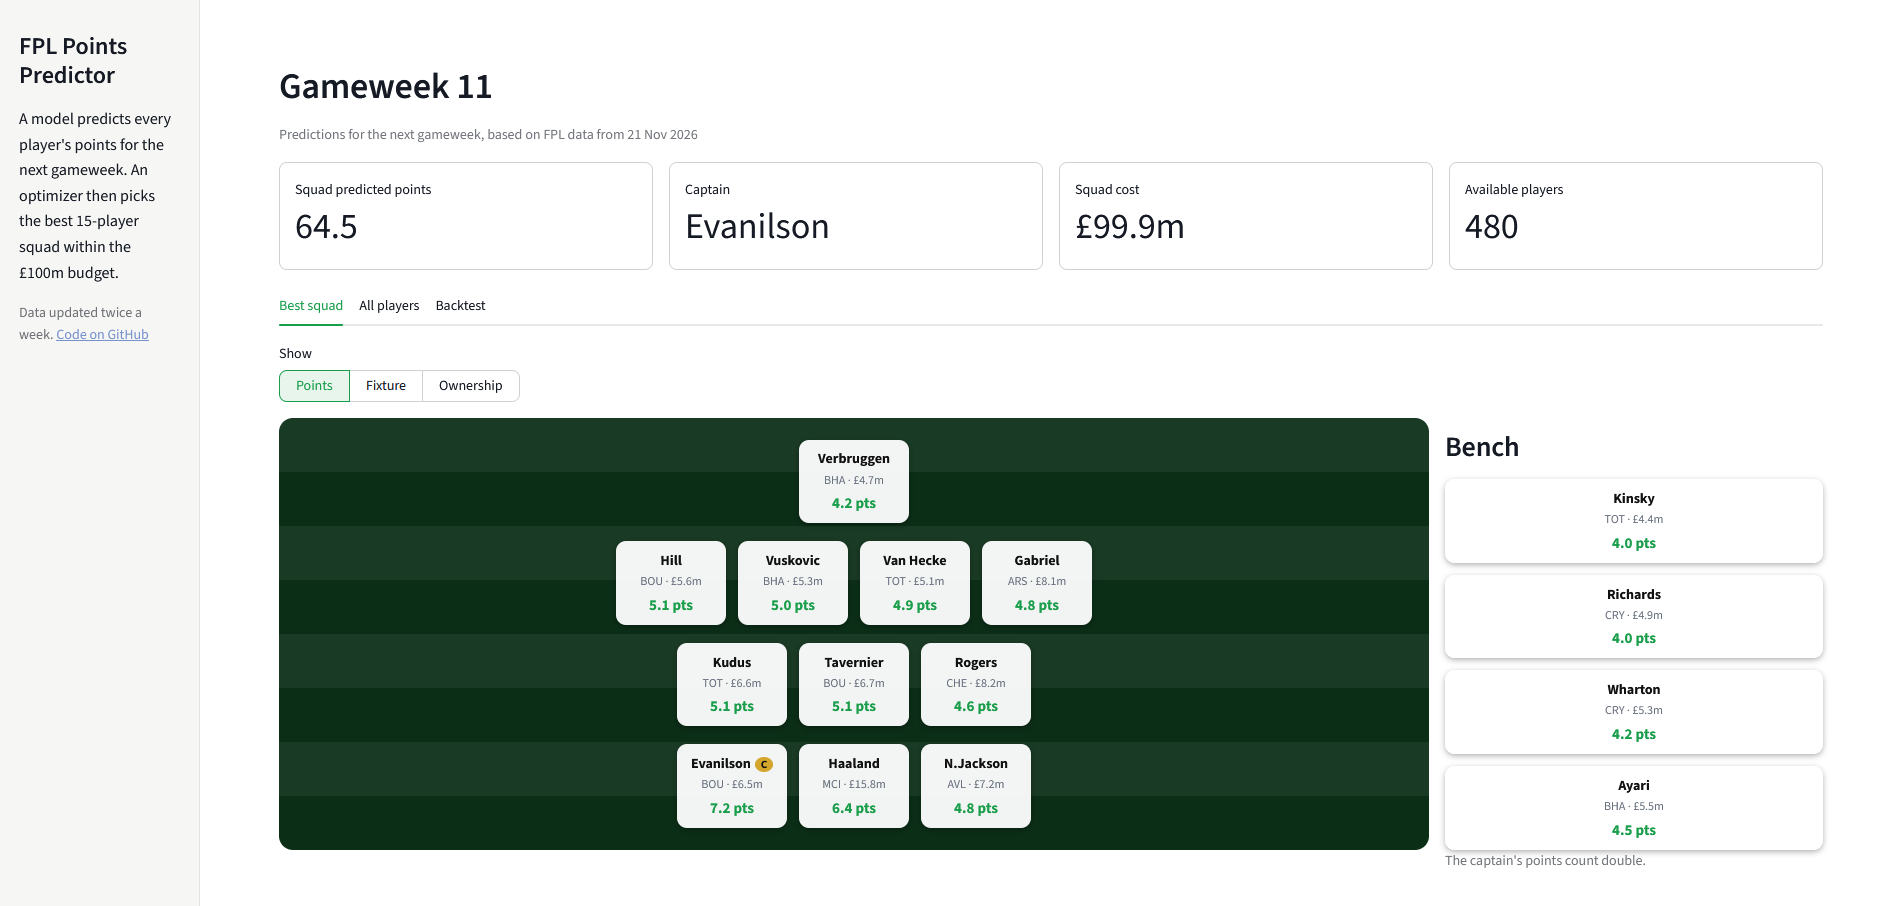 FPL Points
Predictor
A model predicts every
player's points for the
next gameweek. An
optimizer then picks
the best 15-player
squad within the
£100m budget.
Data updated twice a
week. Code on GitHub
Gameweek 11
Predictions for the next gameweek, based on FPL data from 21 Nov 2026
Squad predicted points
64.5
Captain
Evanilson
Squad cost
£99.9m
Available players
480
Best squad All players Backtest
Show
Points Fixture Ownership
Verbruggen
BHA · £4.7m
4.2 pts
Hill
BOU · £5.6m
5.1 pts
Vuskovic
BHA · £5.3m
5.0 pts
Van Hecke
TOT · £5.1m
4.9 pts
Gabriel
ARS · £8.1m
4.8 pts
Kudus
TOT · £6.6m
5.1 pts
Tavernier
BOU · £6.7m
5.1 pts
Rogers
CHE · £8.2m
4.6 pts
Evanilson C
BOU · £6.5m
7.2 pts
Haaland
MCI · £15.8m
6.4 pts
N.Jackson
AVL · £7.2m
4.8 pts
Bench
Kinsky
TOT · £4.4m
4.0 pts
Richards
CRY · £4.9m
4.0 pts
Wharton
CRY · £5.3m
4.2 pts
Ayari
BHA · £5.5m
4.5 pts
The captain's points count double.